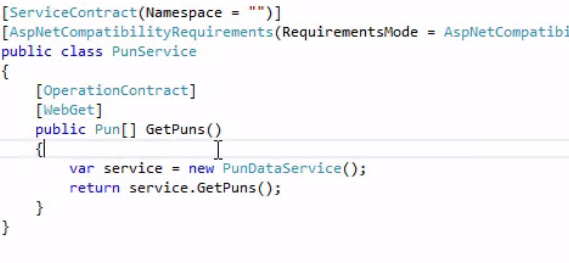 [ServiceContract(Namespace = "")]
[AspNetCompatibilityRequirements(RequirementsMode = AspNetCompatibi
public class PunService
{
    [OperationContract]
    [WebGet]
    public Pun[] GetPuns()
    {
        var service = new PunDataService();
        return service.GetPuns();
    }
}